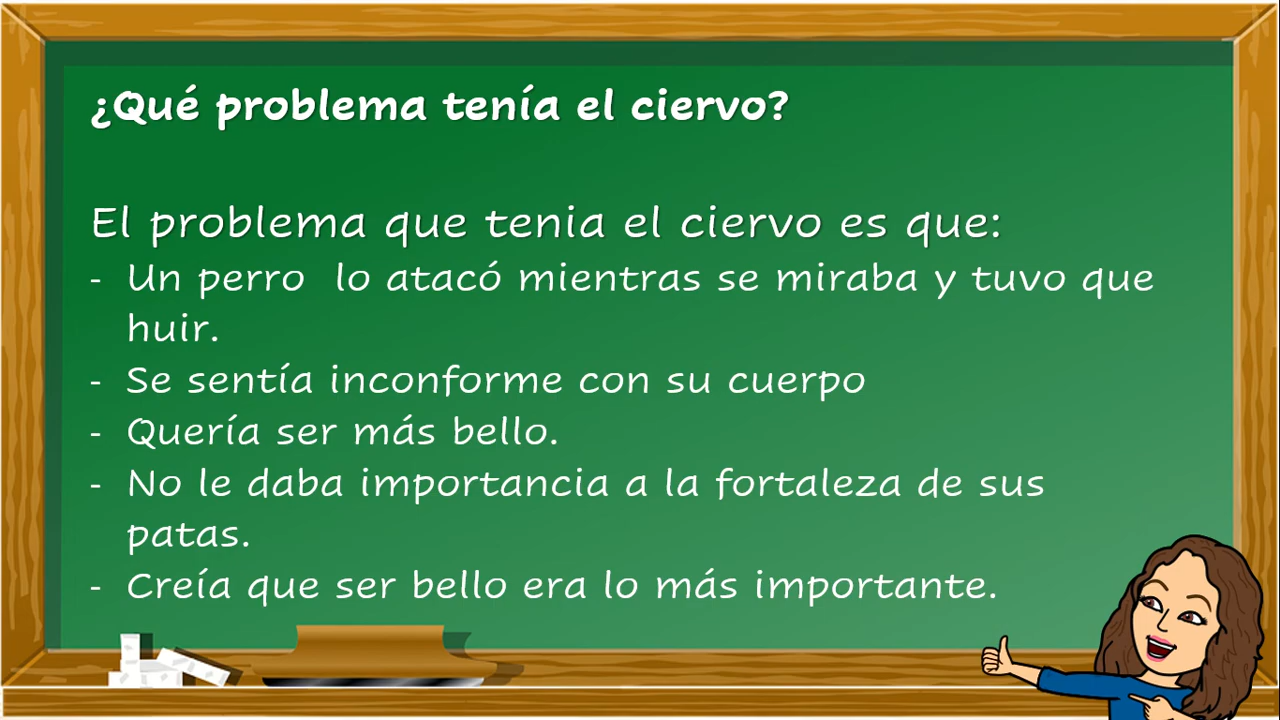 ¿Qué problema tenía el ciervo?
El problema que tenia el ciervo es que:
- Un perro  lo atacó mientras se miraba y tuvo que
huir.
- Se sentía inconforme con su cuerpo
- Quería ser más bello.
- No le daba importancia a la fortaleza de sus
patas.
- Creía que ser bello era lo más importante.